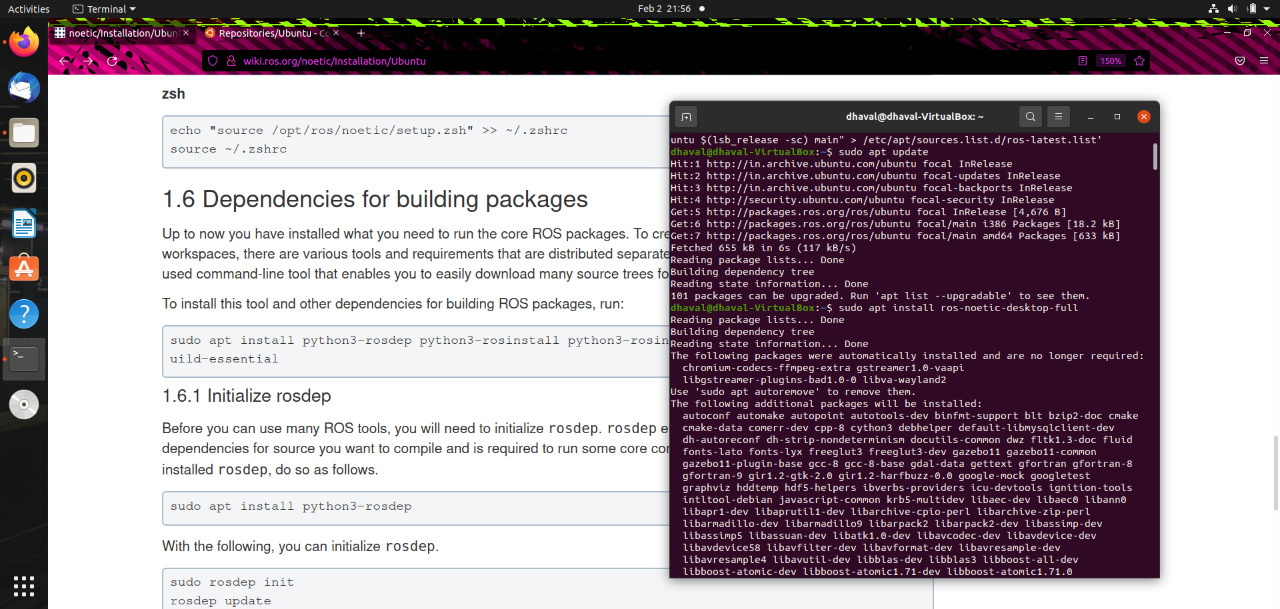 Activities
Terminal
Feb 2 21:56
noetic/Installation/Ubunt
Repositories/Ubuntu - Co
wiki.ros.org/noetic/Installation/Ubuntu
150%
zsh
echo "source /opt/ros/noetic/setup.zsh" >> ~/.zshrc
source ~/.zshrc
1.6 Dependencies for building packages
Up to now you have installed what you need to run the core ROS packages. To cre
workspaces, there are various tools and requirements that are distributed separate
used command-line tool that enables you to easily download many source trees fo
To install this tool and other dependencies for building ROS packages, run:
sudo apt install python3-rosdep python3-rosinstall python3-rosin
uild-essential
1.6.1 Initialize rosdep
Before you can use many ROS tools, you will need to initialize rosdep. rosdep e
dependencies for source you want to compile and is required to run some core com
installed rosdep, do so as follows.
sudo apt install python3-rosdep
With the following, you can initialize rosdep.
sudo rosdep init
rosdep update
dhaval@dhaval-VirtualBox: ~
untu $(lsb_release -sc) main" > /etc/apt/sources.list.d/ros-latest.list'
dhaval@dhaval-VirtualBox:~$ sudo apt update
Hit:1 http://in.archive.ubuntu.com/ubuntu focal InRelease
Hit:2 http://in.archive.ubuntu.com/ubuntu focal-updates InRelease
Hit:3 http://in.archive.ubuntu.com/ubuntu focal-backports InRelease
Hit:4 http://security.ubuntu.com/ubuntu focal-security InRelease
Get:5 http://packages.ros.org/ros/ubuntu focal InRelease [4,676 B]
Get:6 http://packages.ros.org/ros/ubuntu focal/main i386 Packages [18.2 kB]
Get:7 http://packages.ros.org/ros/ubuntu focal/main amd64 Packages [633 kB]
Fetched 655 kB in 6s (117 kB/s)
Reading package lists... Done
Building dependency tree
Reading state information... Done
101 packages can be upgraded. Run 'apt list --upgradable' to see them.
dhaval@dhaval-VirtualBox:~$ sudo apt install ros-noetic-desktop-full
Reading package lists... Done
Building dependency tree
Reading state information... Done
The following packages were automatically installed and are no longer required:
chromium-codecs-ffmpeg-extra gstreamer1.0-vaapi
libgstreamer-plugins-bad1.0-0 libva-wayland2
Use 'sudo apt autoremove' to remove them.
The following additional packages will be installed:
autoconf automake autopoint autotools-dev binfmt-support blt bzip2-doc cmake
cmake-data comerr-dev cpp-8 cython3 debhelper default-libmysqlclient-dev
dh-autoreconf dh-strip-nondeterminism docutils-common dwz fltk1.3-doc fluid
fonts-lato fonts-lyx freeglut3 freeglut3-dev gazebo11 gazebo11-common
gazebo11-plugin-base gcc-8 gcc-8-base gdal-data gettext gfortran gfortran-8
gfortran-9 gir1.2-gtk-2.0 gir1.2-harfbuzz-0.0 google-mock googletest
graphviz hddtemp hdf5-helpers ibverbs-providers icu-devtools ignition-tools
intltool-debian javascript-common krb5-multidev libaec-dev libaec0 libann0
libapr1-dev libaprutil1-dev libarchive-cpio-perl libarchive-zip-perl
libarmadillo-dev libarmadillo9 libarpack2 libarpack2-dev libassimp-dev
libassimp5 libassuan-dev libatk1.0-dev libavcodec-dev libavdevice-dev
libavdevice58 libavfilter-dev libavformat-dev libavresample-dev
libavresample4 libavutil-dev libblas-dev libblas3 libboost-all-dev
libboost-atomic-dev libboost-atomic1.71-dev libboost-atomic1.71.0